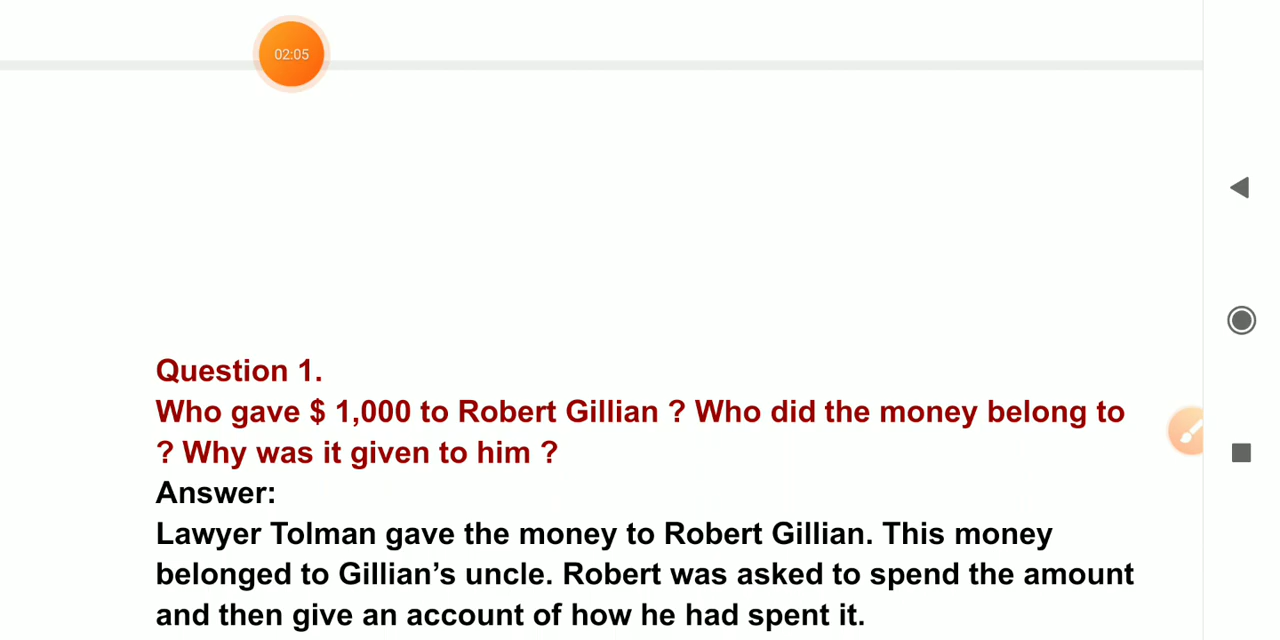 02:05
Question 1.
Who gave $ 1,000 to Robert Gillian ? Who did the money belong to
? Why was it given to him ?
Answer:
Lawyer Tolman gave the money to Robert Gillian. This money
belonged to Gillian’s uncle. Robert was asked to spend the amount
and then give an account of how he had spent it.